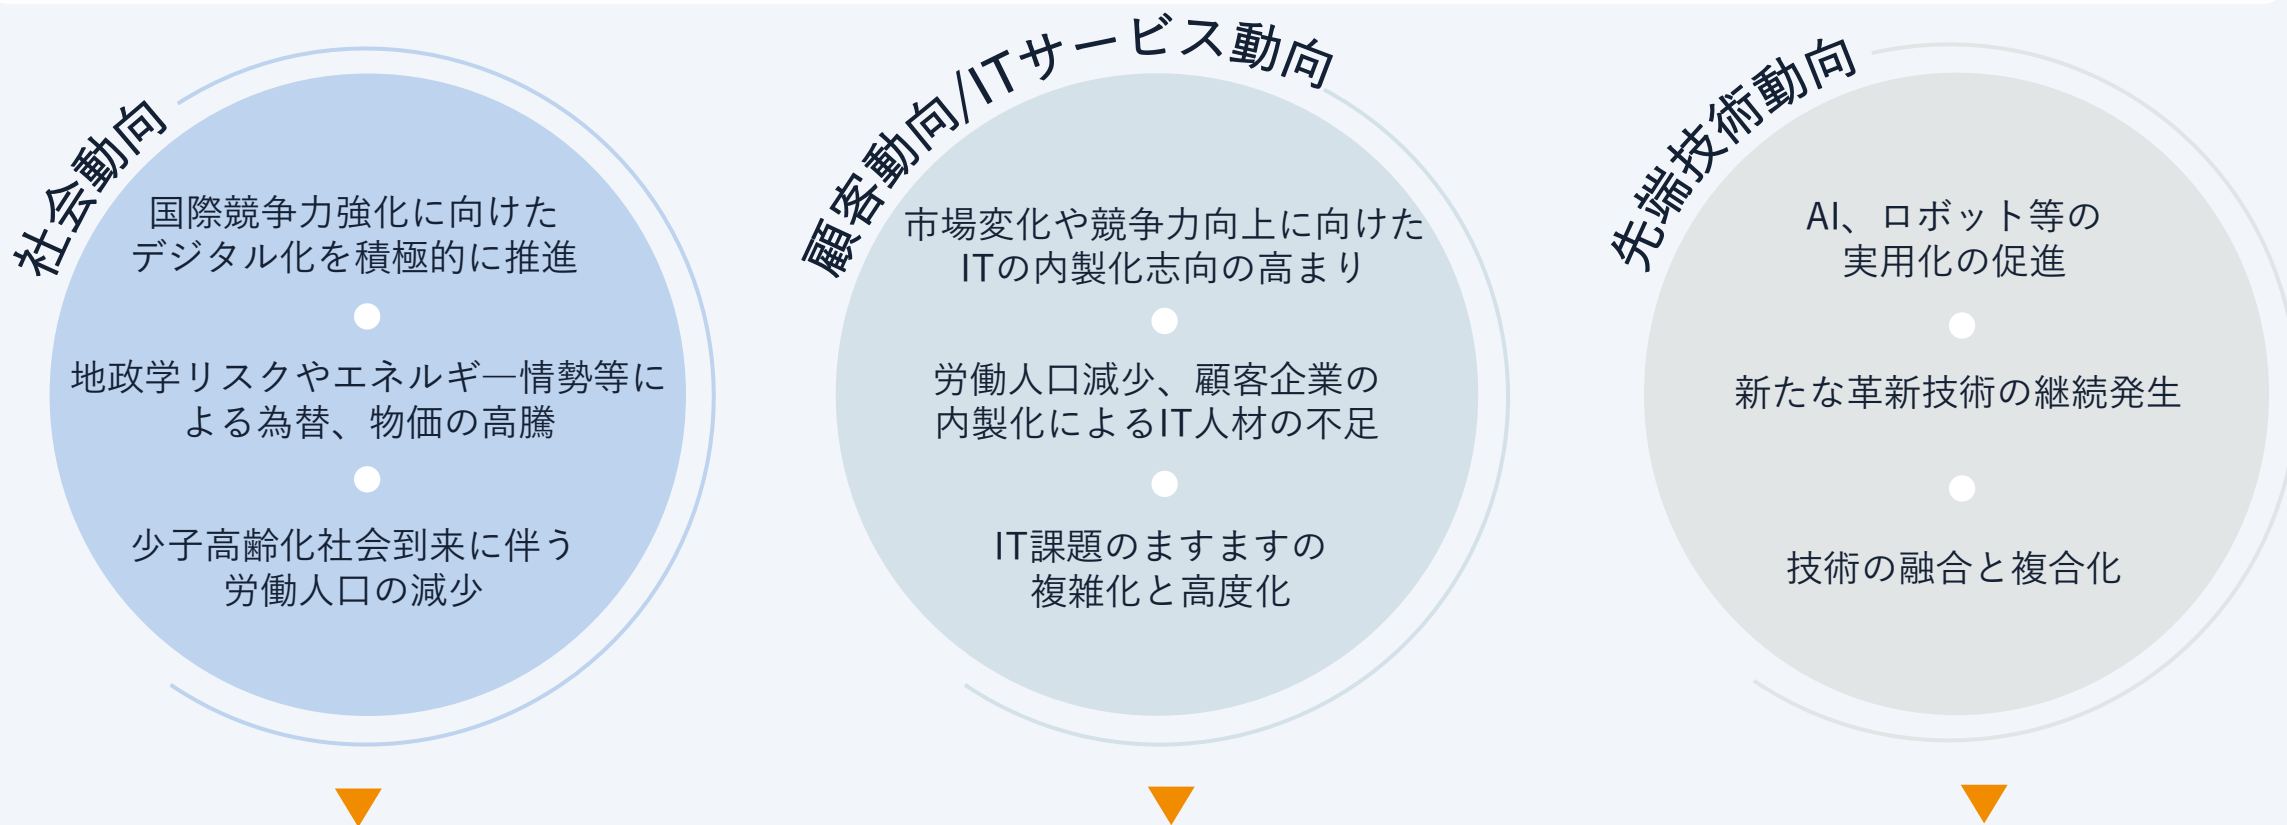 社会動向
国際競争力強化に向けた
デジタル化を積極的に推進
地政学リスクやエネルギ―情勢等に
よる為替、物価の高騰
少子高齢化社会到来に伴う
労働人口の減少
顧客動向/ITサービス動向
市場変化や競争力向上に向けた
ITの内製化志向の高まり
労働人口減少、顧客企業の
内製化によるIT人材の不足
IT課題のますますの
複雑化と高度化
先端技術動向
AI、ロボット等の
実用化の促進
新たな革新技術の継続発生
技術の融合と複合化